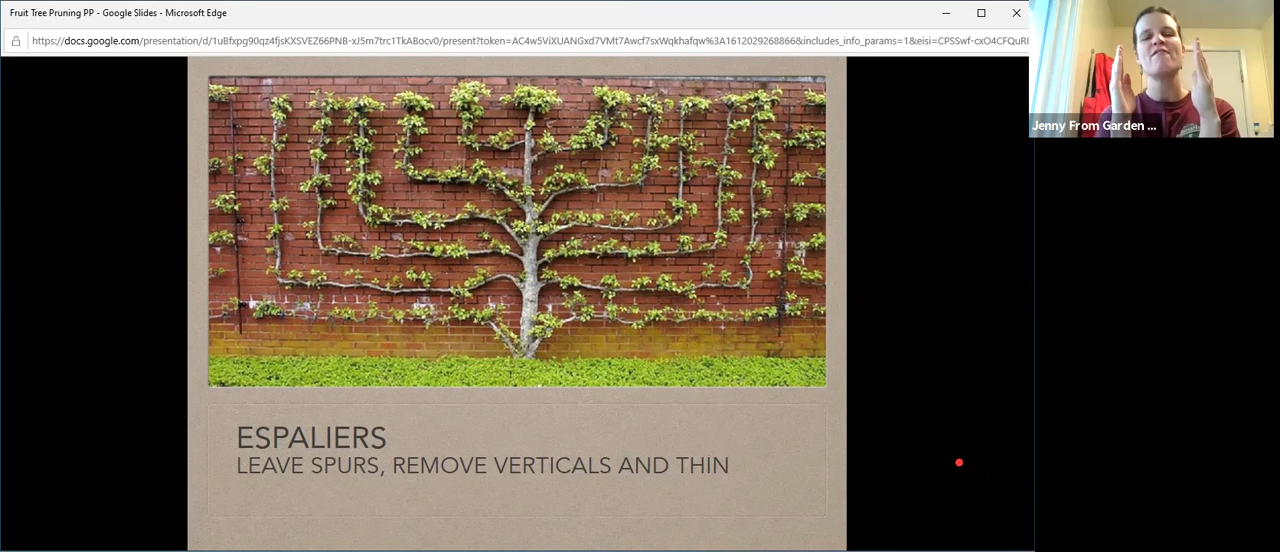 Fruit Tree Pruning PP - Google Slides - Microsoft Edge
https://docs.google.com/presentation/d/1uBfxpg90qz4fjsKXSVEZ66PNB-xJ5m7trc1TkABocv0/present?token=AC4w5ViXUANGxd7VMt7Awcf7sxWqkhafqw%3A1612029268866&includes_info_params=1&eisi=CPSSwf-cxO4CFQuRI
Jenny From Garden ...
ESPALIERS
LEAVE SPURS, REMOVE VERTICALS AND THIN